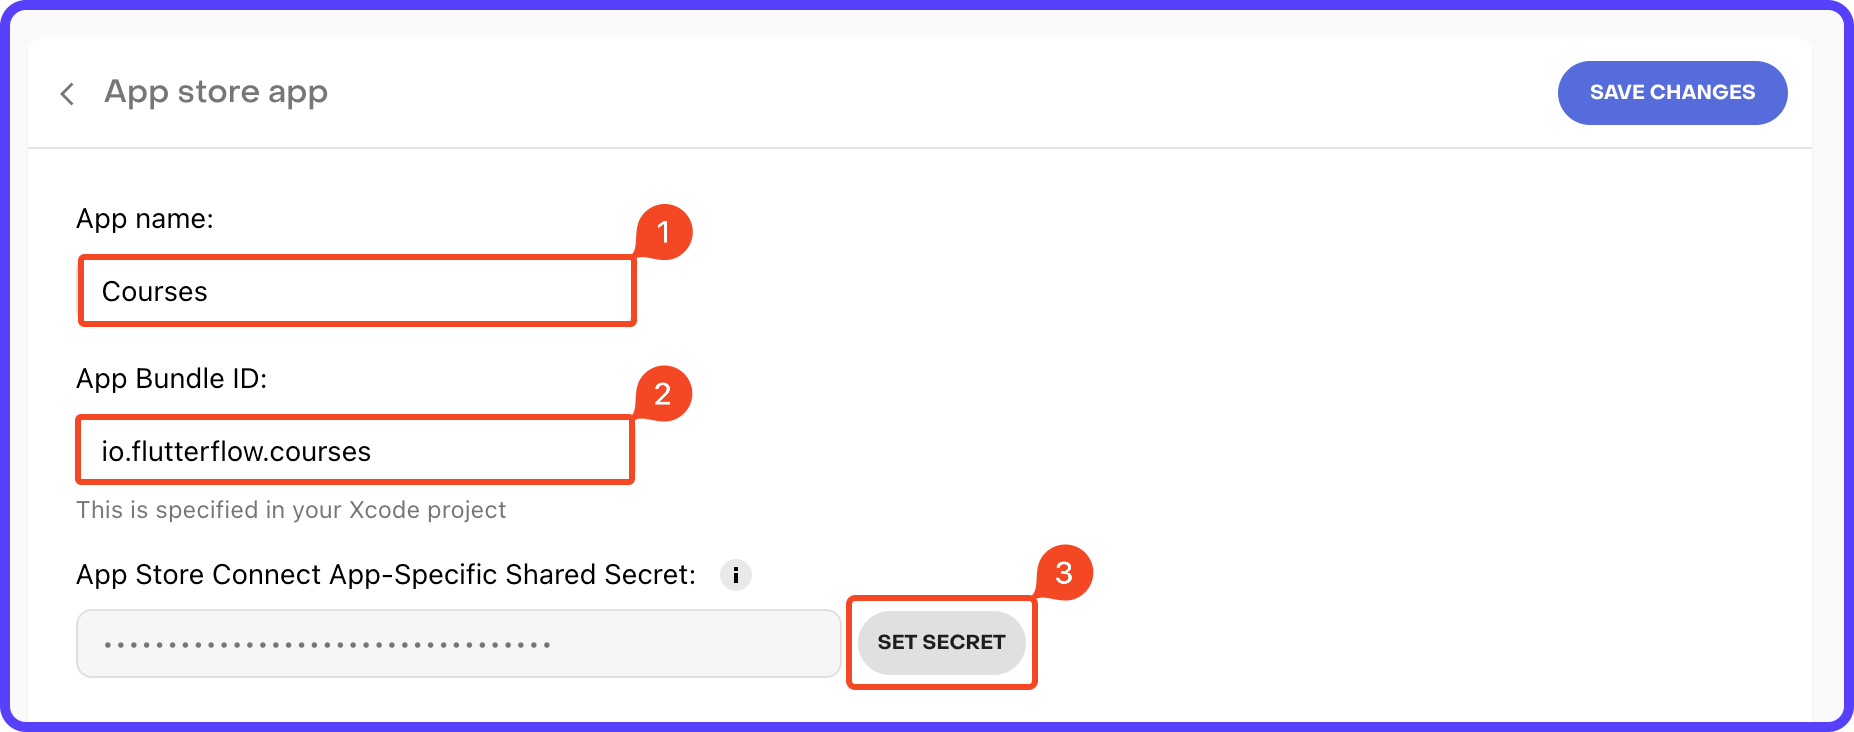 App store app
SAVE CHANGES
App name:
1
Courses
App Bundle ID:
2
io.flutterflow.courses
This is specified in your Xcode project
App Store Connect App-Specific Shared Secret:
i
3
•••••••••••••••••••••••••••••••••••
SET SECRET